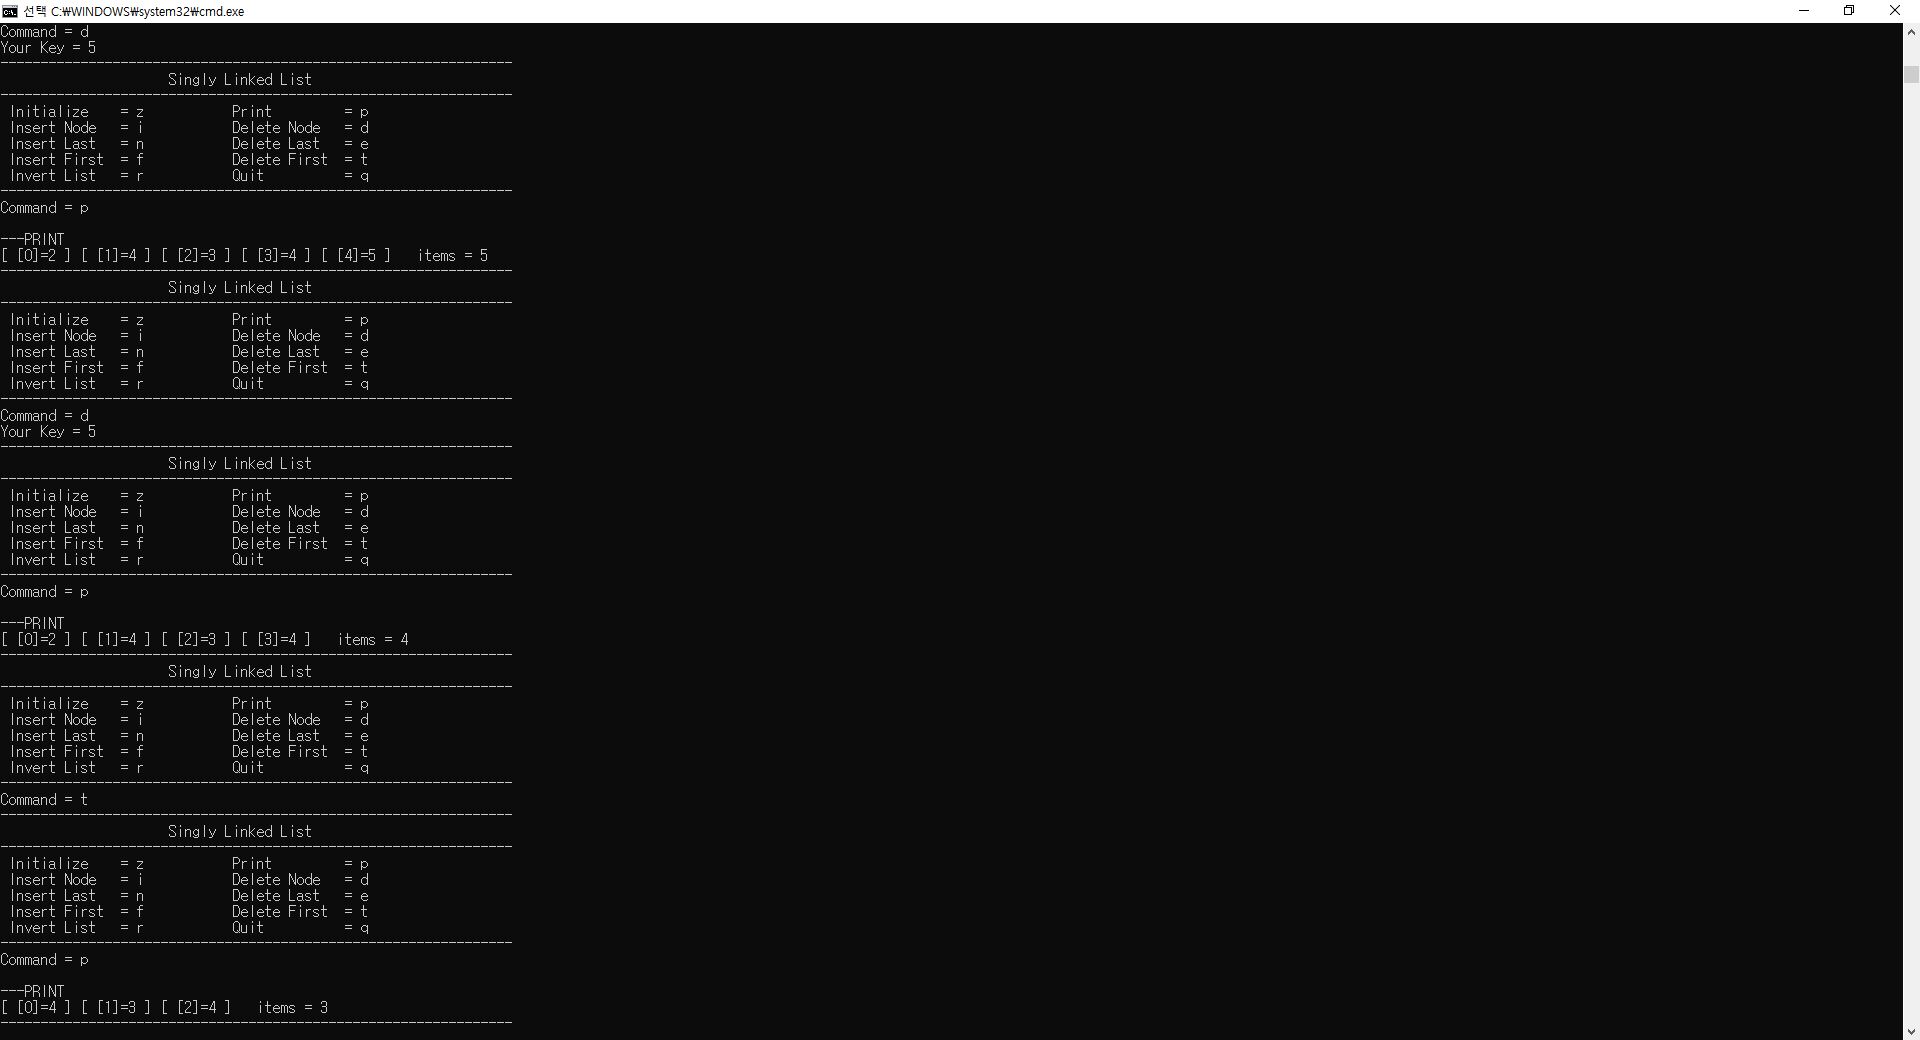 선택 C:\WINDOWS\system32\cmd.exe
Command = d
Your Key = 5
----------------------------------------------------------------
                     Singly Linked List
----------------------------------------------------------------
 Initialize    = z           Print         = p
 Insert Node   = i           Delete Node   = d
 Insert Last   = n           Delete Last   = e
 Insert First  = f           Delete First  = t
 Invert List   = r           Quit          = q
----------------------------------------------------------------
Command = p

---PRINT
[ [0]=2 ] [ [1]=4 ] [ [2]=3 ] [ [3]=4 ] [ [4]=5 ]   items = 5
----------------------------------------------------------------
                     Singly Linked List
----------------------------------------------------------------
 Initialize    = z           Print         = p
 Insert Node   = i           Delete Node   = d
 Insert Last   = n           Delete Last   = e
 Insert First  = f           Delete First  = t
 Invert List   = r           Quit          = q
----------------------------------------------------------------
Command = d
Your Key = 5
----------------------------------------------------------------
                     Singly Linked List
----------------------------------------------------------------
 Initialize    = z           Print         = p
 Insert Node   = i           Delete Node   = d
 Insert Last   = n           Delete Last   = e
 Insert First  = f           Delete First  = t
 Invert List   = r           Quit          = q
----------------------------------------------------------------
Command = p

---PRINT
[ [0]=2 ] [ [1]=4 ] [ [2]=3 ] [ [3]=4 ]   items = 4
----------------------------------------------------------------
                     Singly Linked List
----------------------------------------------------------------
 Initialize    = z           Print         = p
 Insert Node   = i           Delete Node   = d
 Insert Last   = n           Delete Last   = e
 Insert First  = f           Delete First  = t
 Invert List   = r           Quit          = q
----------------------------------------------------------------
Command = t
----------------------------------------------------------------
                     Singly Linked List
----------------------------------------------------------------
 Initialize    = z           Print         = p
 Insert Node   = i           Delete Node   = d
 Insert Last   = n           Delete Last   = e
 Insert First  = f           Delete First  = t
 Invert List   = r           Quit          = q
----------------------------------------------------------------
Command = p

---PRINT
[ [0]=4 ] [ [1]=3 ] [ [2]=4 ]   items = 3
----------------------------------------------------------------